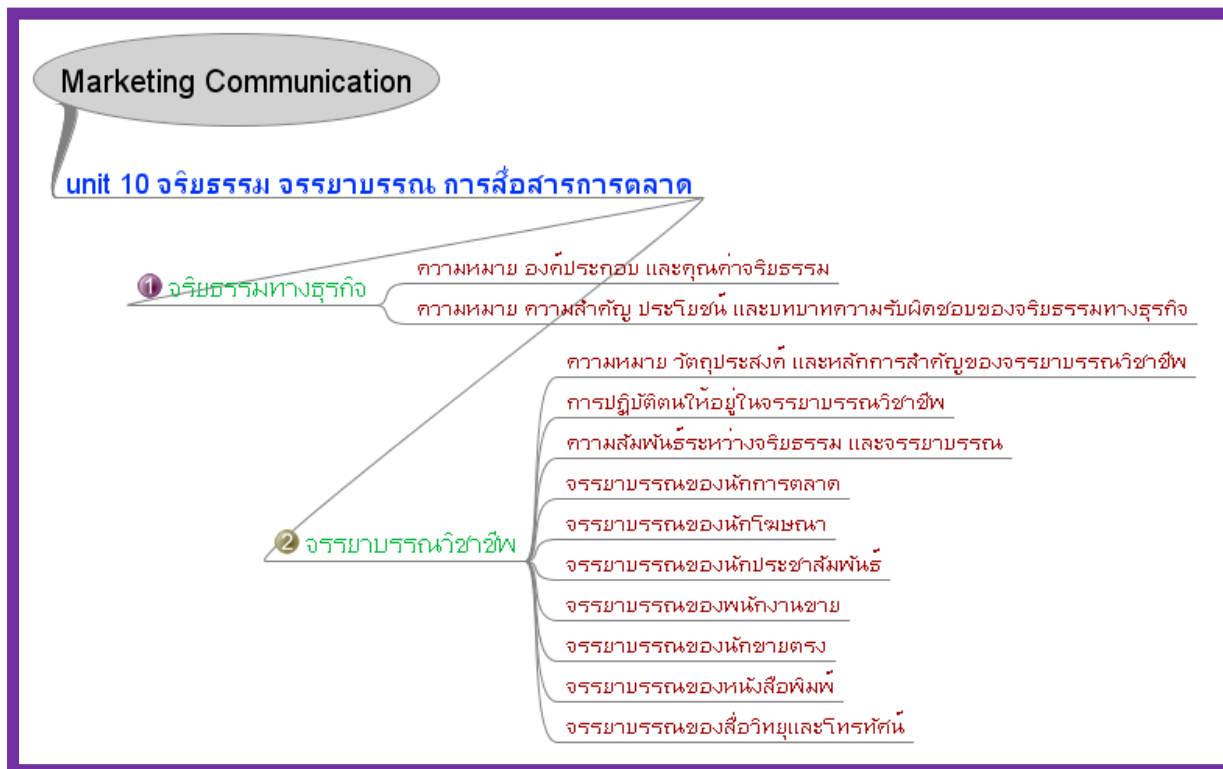 Marketing Communication
unit 10 จริยธรรม จรรยาบรรณ การสื่อสารการตลาด
1 จริยธรรมทางธุรกิจ
ความหมาย องค์ประกอบ และคุณค่าจริยธรรม
ความหมาย ความสำคัญ ประโยชน์ และบทบาทความรับผิดชอบของจริยธรรมทางธุรกิจ
2 จรรยาบรรณวิชาชีพ
ความหมาย วัตถุประสงค์ และหลักการสำคัญของจรรยาบรรณวิชาชีพ
การปฏิบัติตนให้อยู่ในจรรยาบรรณวิชาชีพ
ความสัมพันธ์ระหว่างจริยธรรม และจรรยาบรรณ
จรรยาบรรณของนักการตลาด
จรรยาบรรณของนักโฆษณา
จรรยาบรรณของนักประชาสัมพันธ์
จรรยาบรรณของพนักงานขาย
จรรยาบรรณของนักขายตรง
จรรยาบรรณของหนังสือพิมพ์
จรรยาบรรณของสื่อวิทยุและโทรทัศน์